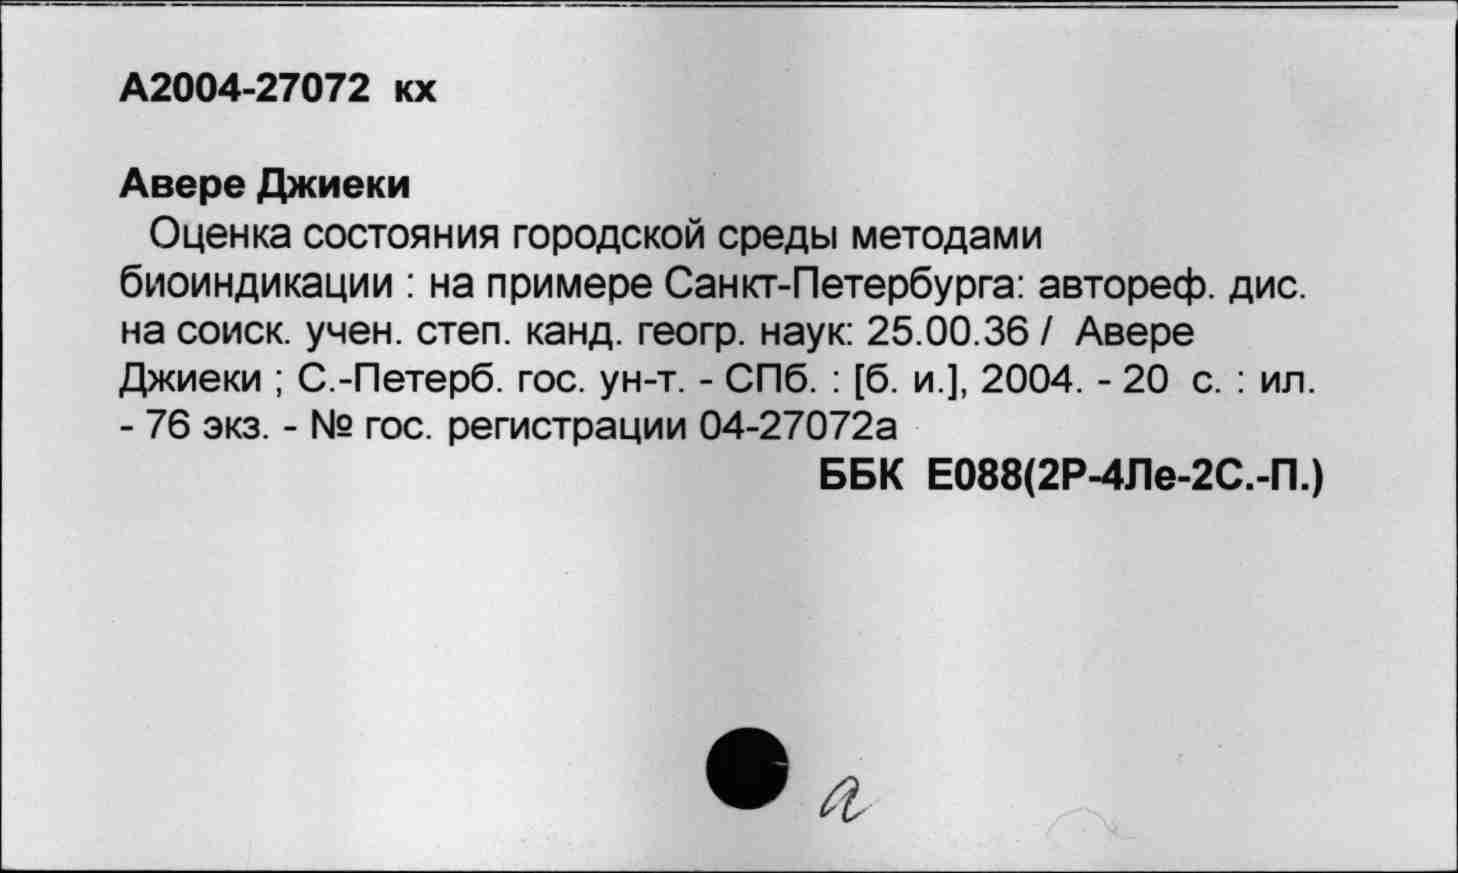 А2004-27072 кх
Авере Джиеки
Оценка состояния городской среды методами
биоиндикации : на примере Санкт-Петербурга: автореф. дис.
на соиск. учен. степ. канд. геогр. наук: 25.00.36 / Авере
Джиеки ; С.-Петерб. гос. ун-т. - СПб. : [б. и.], 2004. - 20 с. : ил.
- 76 экз. - № гос. регистрации 04-27072а
ББК Е088(2Р-4Ле-2С.-П.)
а